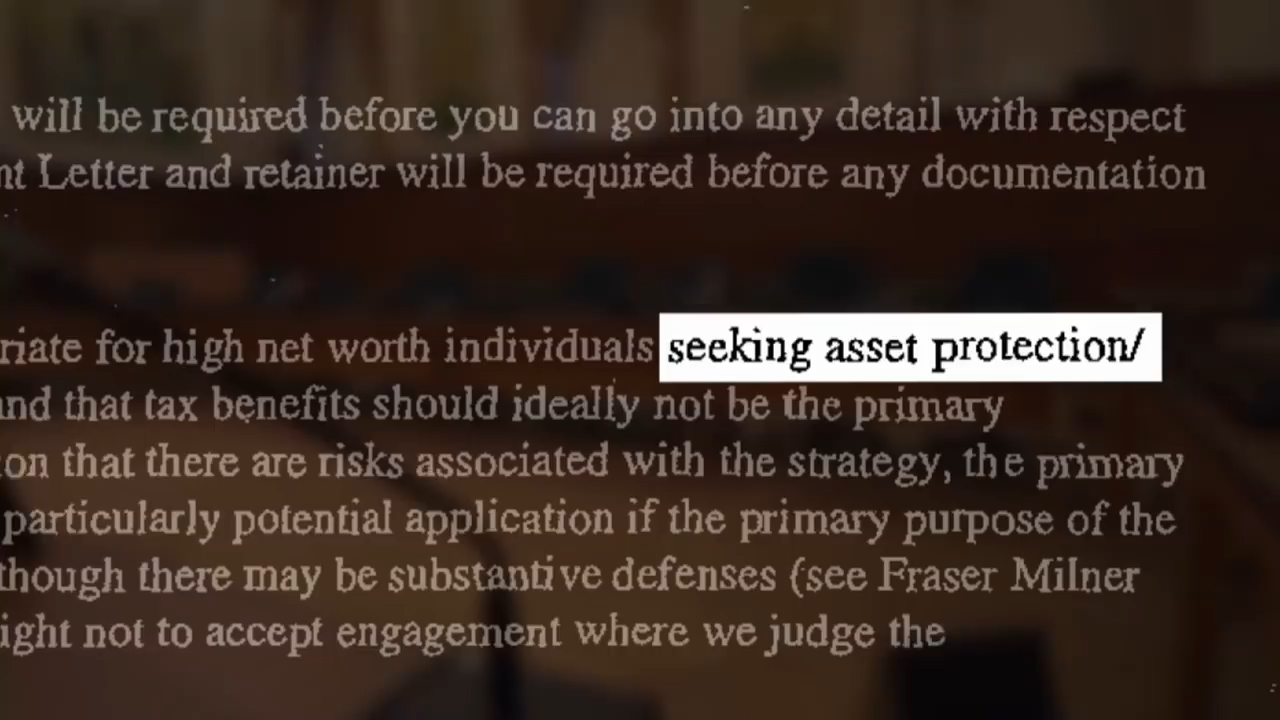 will be required before you can go into any detail with respect
nt Letter and retainer will be required before any documentation
riate for high net worth individuals seeking asset protection/
and that tax benefits should ideally not be the primary
on that there are risks associated with the strategy, the primary
particularly potential application if the primary purpose of the
though there may be substantive defenses (see Fraser Milner
ight not to accept engagement where we judge the